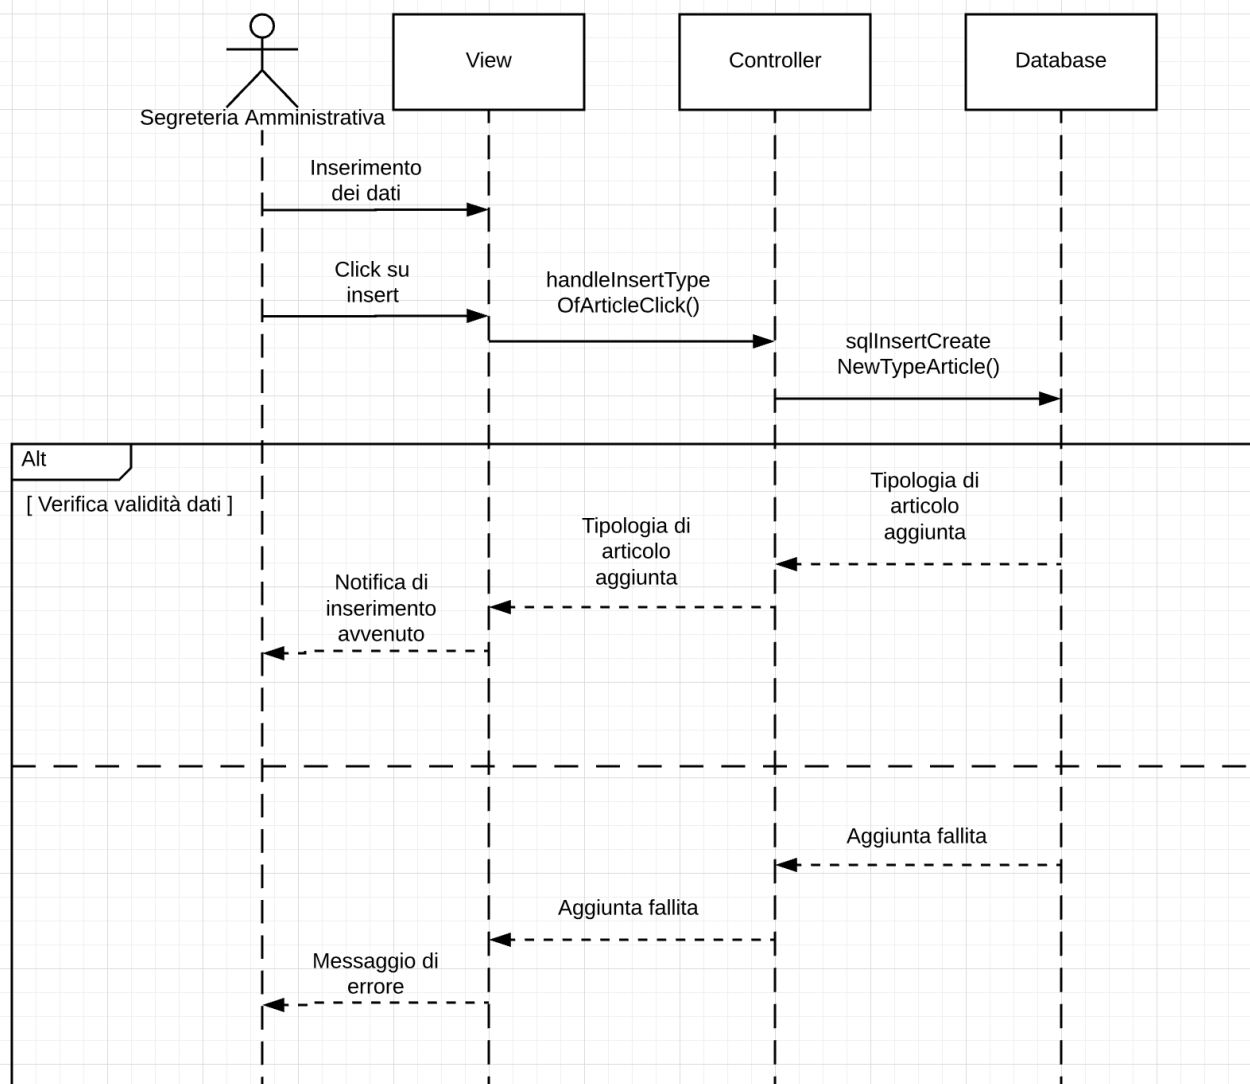 Segreteria Amministrativa
View
Controller
Database
Inserimento
dei dati
Click su
insert
handleInsertType
OfArticleClick()
sqlInsertCreate
NewTypeArticle()
Alt
[ Verifica validità dati ]
Tipologia di
articolo
aggiunta
Tipologia di
articolo
aggiunta
Notifica di
inserimento
avvenuto
Aggiunta fallita
Aggiunta fallita
Messaggio di
errore